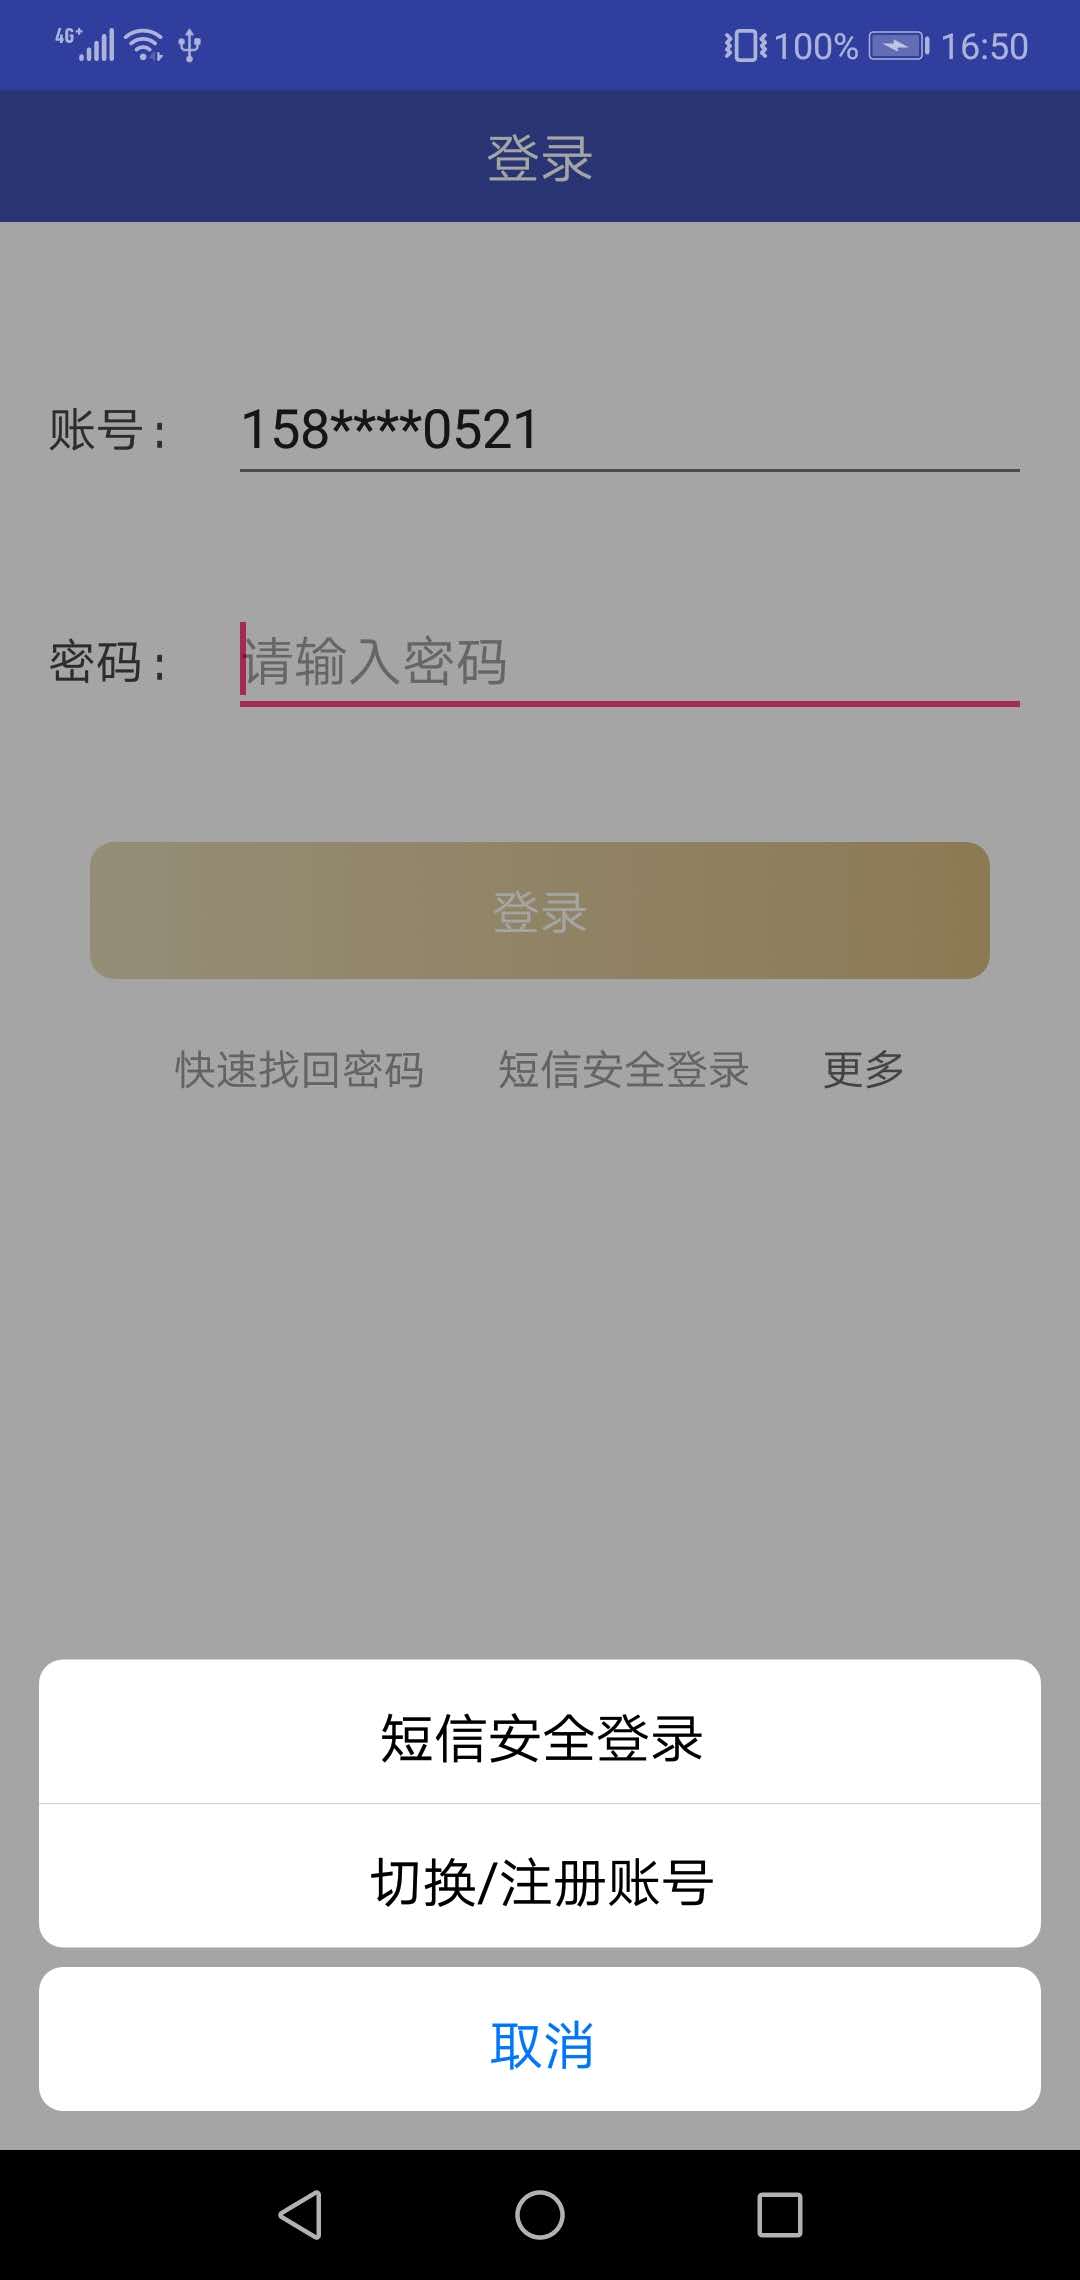 4G+ 100% 16:50
登录
账号: 158****0521
密码: 请输入密码
登录
快速找回密码 短信安全登录 更多
短信安全登录
切换/注册账号
取消